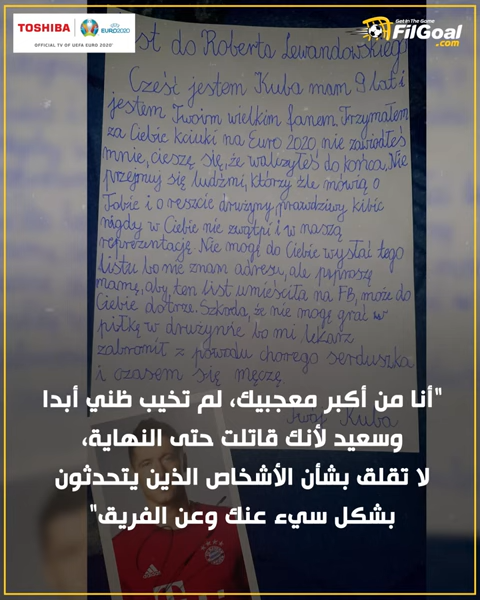 TOSHIBA
EURO2020
OFFICIAL TV OF UEFA EURO 2020™
Get In The Game
FilGoal
.com
st do Roberta Lewandowskiego
Cześć jestem Kuba mam 9 lat i
jestem Twoim wielkim fanem. Trzymałem
za Ciebie kciuki na Euro 2020, nie zawiodłeś
mnie, cieszę się, że walczyłeś do końca. Nie
przejmuj się ludźmi, którzy źle mówią o
Tobie i o reszcie drużyny prawdziwy kibic
nigdy w Ciebie nie zwątpi i w naszą
reprezentację. Nie mogę do Ciebie wysłać tego
listu bo nie znam adresu, ale poproszę
mamę, aby ten list umieściła na FB, może do
Ciebie dotrze. Szkoda, że nie mogę grać w
piłkę w drużynie bo mi lekarz
zabronił z powodu chorego serduszka
i czasem się męczę
"أنا من أكبر معجبيك، لم تخيب ظني أبدا
Twój Kuba
وسعيد لأنك قاتلت حتى النهاية،
لا تقلق بشأن الأشخاص الذين يتحدثون
بشكل سيء عنك وعن الفريق"